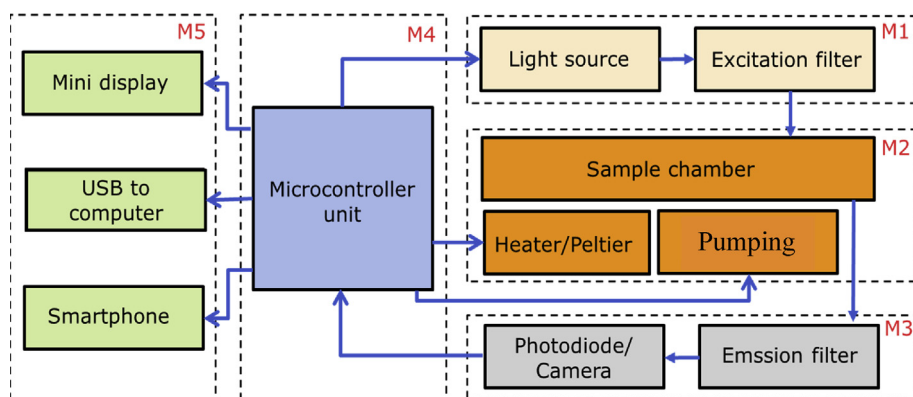 M5
M4
M1
Mini display
Light source
Excitation filter
M2
Sample chamber
USB to
computer
Microcontroller
unit
Heater/Peltier
Pumping
Smartphone
M3
Photodiode/
Camera
Emssion filter